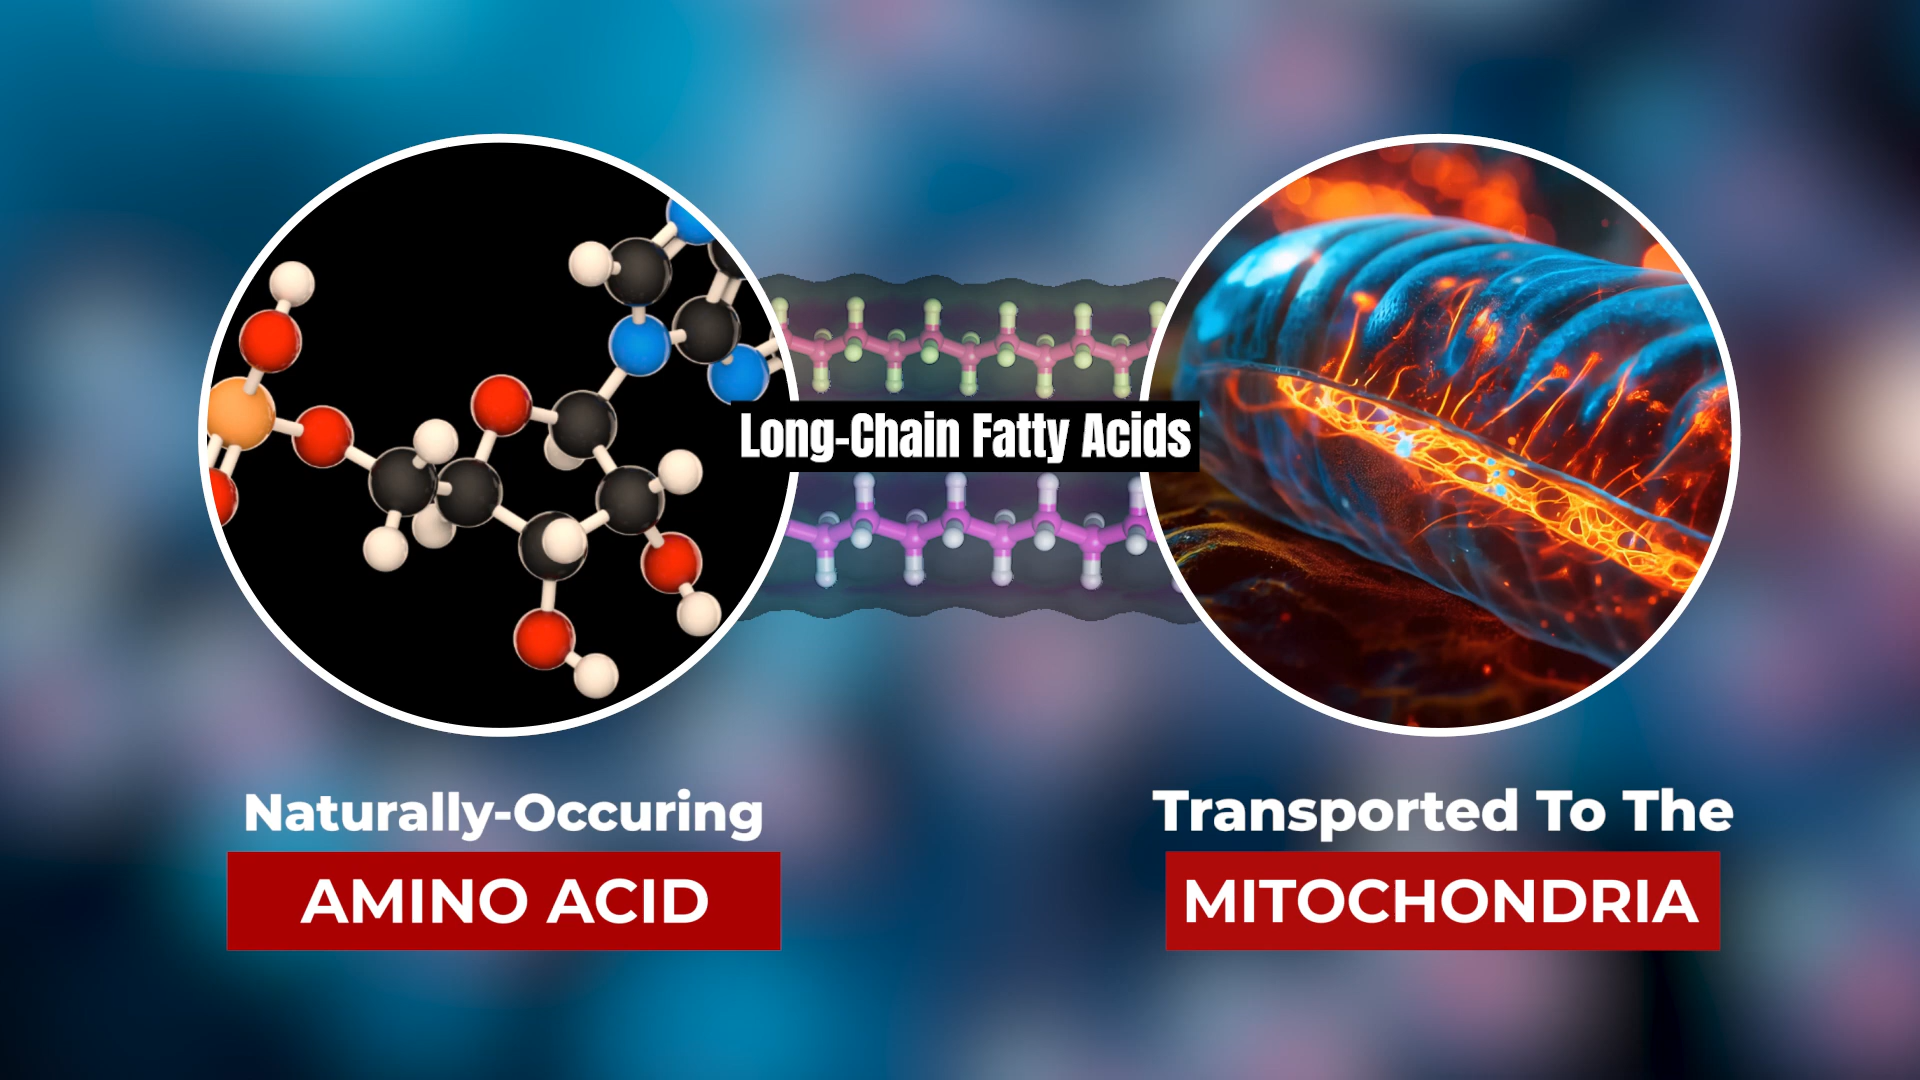 Long-Chain Fatty Acids
Naturally-Occuring
AMINO ACID
Transported To The
MITOCHONDRIA